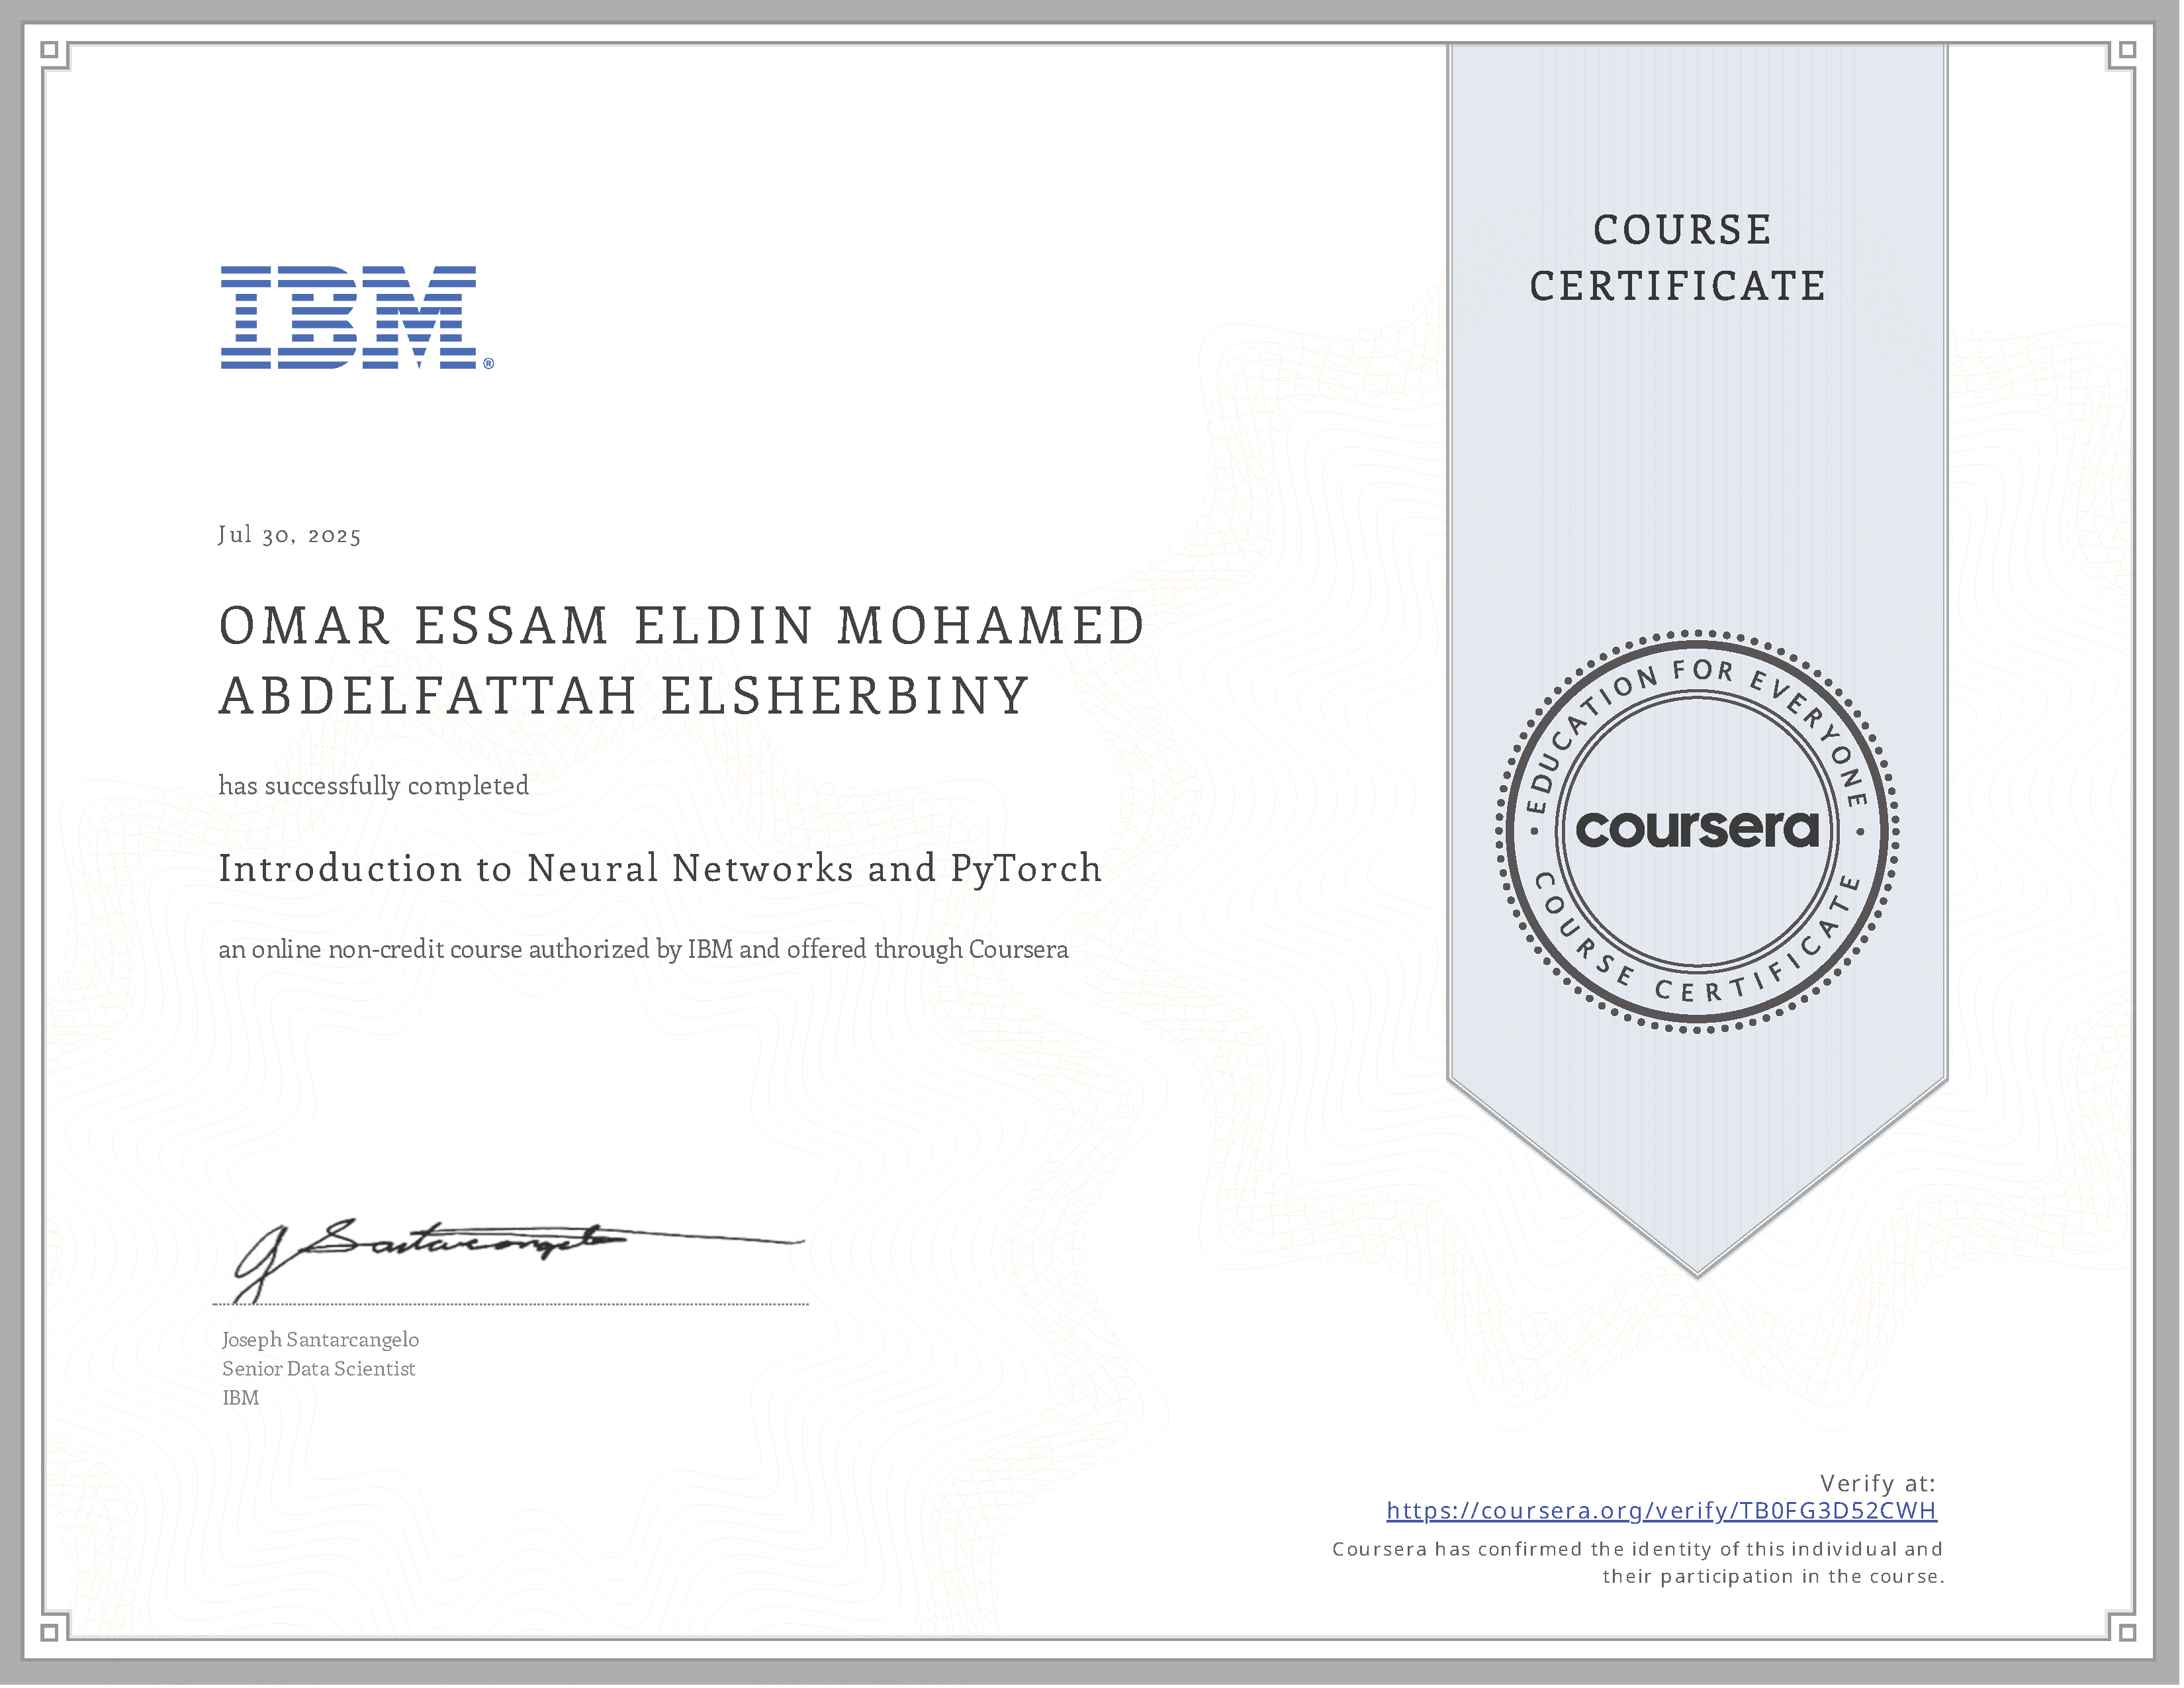 IBM®
Jul 30, 2025
OMAR ESSAM ELDIN MOHAMED
ABDELFATTAH ELSHERBINY
has successfully completed
Introduction to Neural Networks and PyTorch
an online non-credit course authorized by IBM and offered through Coursera
J Santarcangelo
Joseph Santarcangelo
Senior Data Scientist
IBM
COURSE
CERTIFICATE
EDUCATION FOR EVERYONE
coursera
COURSE CERTIFICATE
Verify at:
https://coursera.org/verify/TB0FG3D52CWH
Coursera has confirmed the identity of this individual and
their participation in the course.